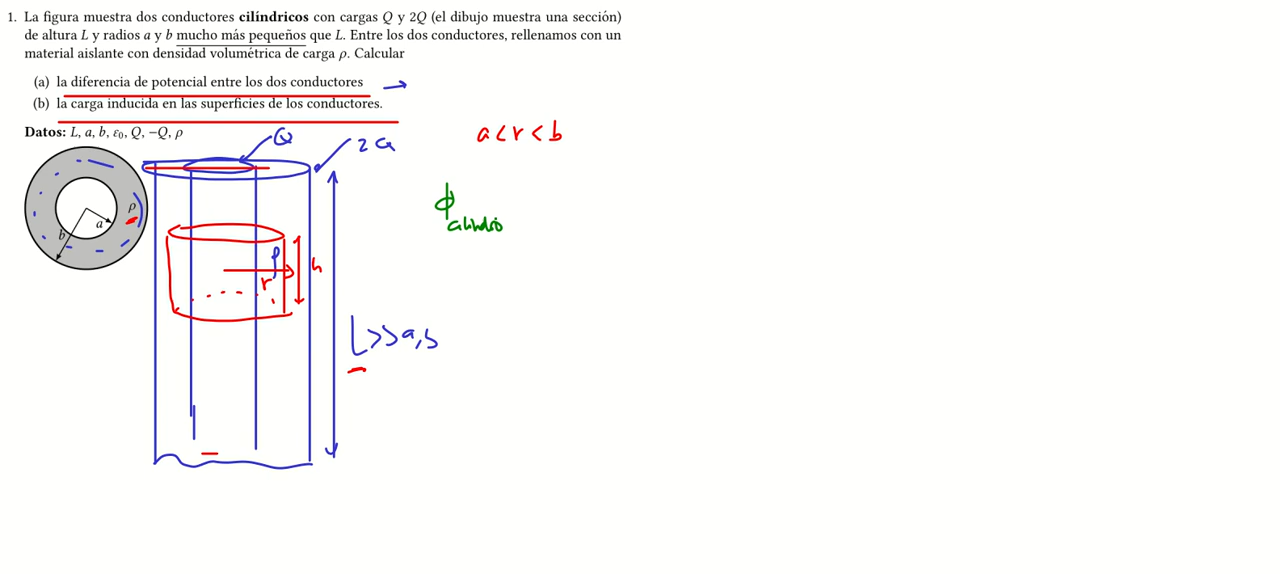 1. La figura muestra dos conductores cilíndricos con cargas Q y 2Q (el dibujo muestra una sección)
de altura L y radios a y b mucho más pequeños que L. Entre los dos conductores, rellenamos con un
material aislante con densidad volumétrica de carga ρ. Calcular
(a) la diferencia de potencial entre los dos conductores
(b) la carga inducida en las superficies de los conductores.
Datos: L, a, b, ε₀, Q, −Q, ρ
Q
2Q
a < r < b
ρ
a
b
ϕ
ρ
r
h
L >> a, b